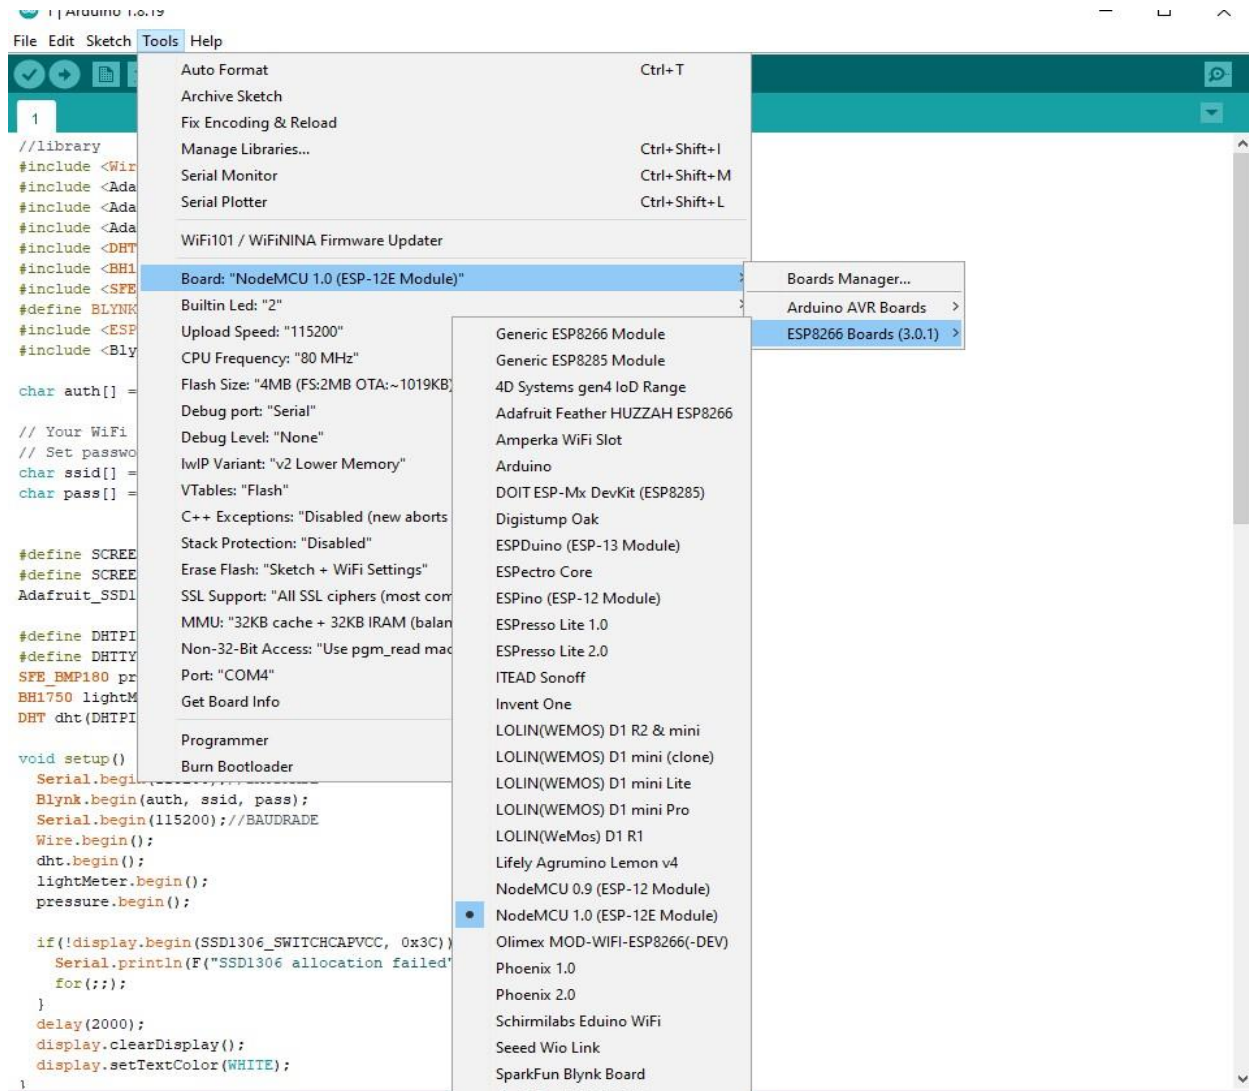 1 | Arduino 1.8.19
File Edit Sketch Tools Help
1
//library
#include <Wir
#include <Ada
#include <Ada
#include <Ada
#include <DHT
#include <BH1
#include <SFE
#define BLYNK
#include <ESP
#include <Bly
char auth[] =
// Your WiFi
// Set passwo
char ssid[] =
char pass[] =
#define SCREE
#define SCREE
Adafruit_SSD1
#define DHTPI
#define DHTTY
SFE_BMP180 pr
BH1750 lightM
DHT dht(DHTPI
void setup()
Serial.begin
Blynk.begin(auth, ssid, pass);
Serial.begin(115200);//BAUDRADE
Wire.begin();
dht.begin();
lightMeter.begin();
pressure.begin();
if(!display.begin(SSD1306_SWITCHCAPVCC, 0x3C))
Serial.println(F("SSD1306 allocation failed"
for(;;);
}
delay(2000);
display.clearDisplay();
display.setTextColor(WHITE);
}
Auto Format Ctrl+T
Archive Sketch
Fix Encoding & Reload
Manage Libraries... Ctrl+Shift+I
Serial Monitor Ctrl+Shift+M
Serial Plotter Ctrl+Shift+L
WiFi101 / WiFiNINA Firmware Updater
Board: "NodeMCU 1.0 (ESP-12E Module)"
Builtin Led: "2"
Upload Speed: "115200"
CPU Frequency: "80 MHz"
Flash Size: "4MB (FS:2MB OTA:~1019KB)
Debug port: "Serial"
Debug Level: "None"
lwIP Variant: "v2 Lower Memory"
VTables: "Flash"
C++ Exceptions: "Disabled (new aborts
Stack Protection: "Disabled"
Erase Flash: "Sketch + WiFi Settings"
SSL Support: "All SSL ciphers (most com
MMU: "32KB cache + 32KB IRAM (balan
Non-32-Bit Access: "Use pgm_read mac
Port: "COM4"
Get Board Info
Programmer
Burn Bootloader
Boards Manager...
Arduino AVR Boards
ESP8266 Boards (3.0.1)
Generic ESP8266 Module
Generic ESP8285 Module
4D Systems gen4 IoD Range
Adafruit Feather HUZZAH ESP8266
Amperka WiFi Slot
Arduino
DOIT ESP-Mx DevKit (ESP8285)
Digistump Oak
ESPDuino (ESP-13 Module)
ESPectro Core
ESPino (ESP-12 Module)
ESPresso Lite 1.0
ESPresso Lite 2.0
ITEAD Sonoff
Invent One
LOLIN(WEMOS) D1 R2 & mini
LOLIN(WEMOS) D1 mini (clone)
LOLIN(WEMOS) D1 mini Lite
LOLIN(WEMOS) D1 mini Pro
LOLIN(WeMos) D1 R1
Lifely Agrumino Lemon v4
NodeMCU 0.9 (ESP-12 Module)
NodeMCU 1.0 (ESP-12E Module)
Olimex MOD-WIFI-ESP8266(-DEV)
Phoenix 1.0
Phoenix 2.0
Schirmilabs Eduino WiFi
Seeed Wio Link
SparkFun Blynk Board